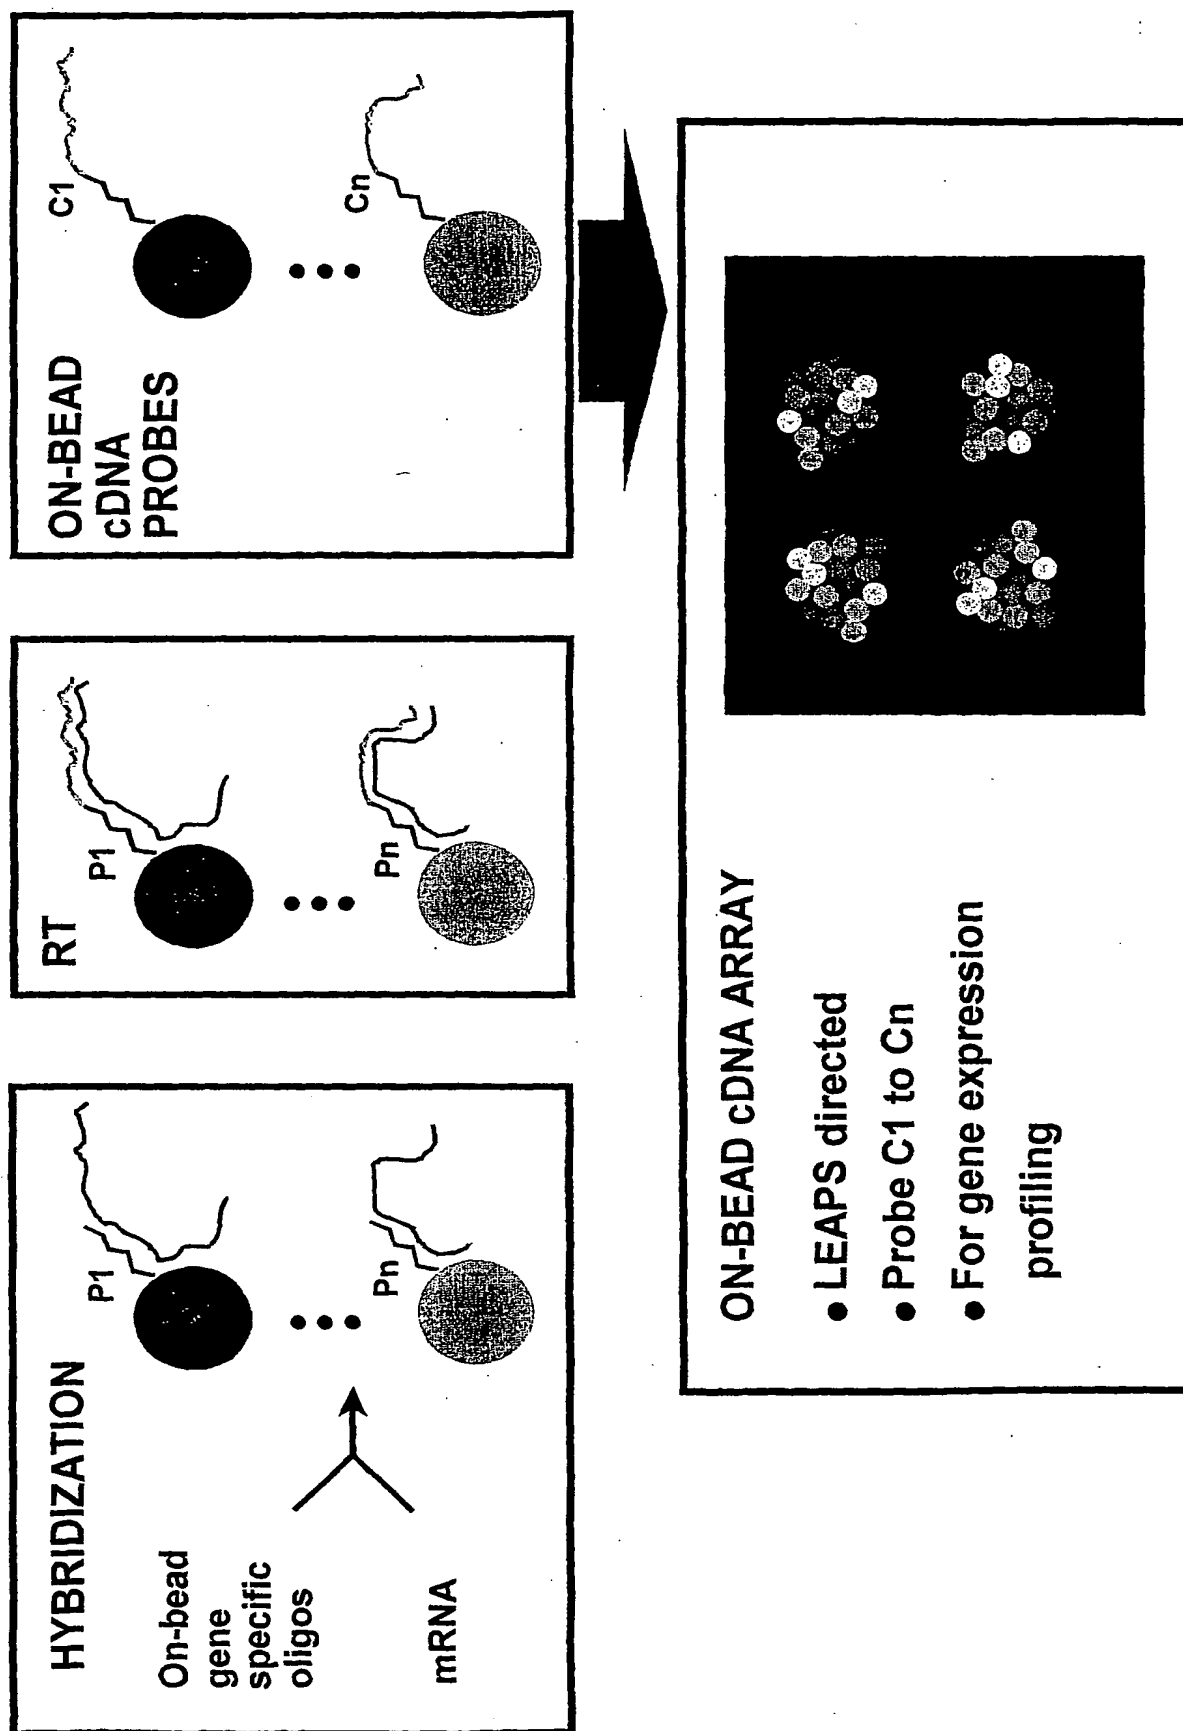 HYBRIDIZATION
On-bead
gene
specific
oligos
mRNA
P1
Pn
RT
P1
Pn
ON-BEAD
cDNA
PROBES
C1
Cn
ON-BEAD cDNA ARRAY
● LEAPS directed
● Probe C1 to Cn
● For gene expression
profiling